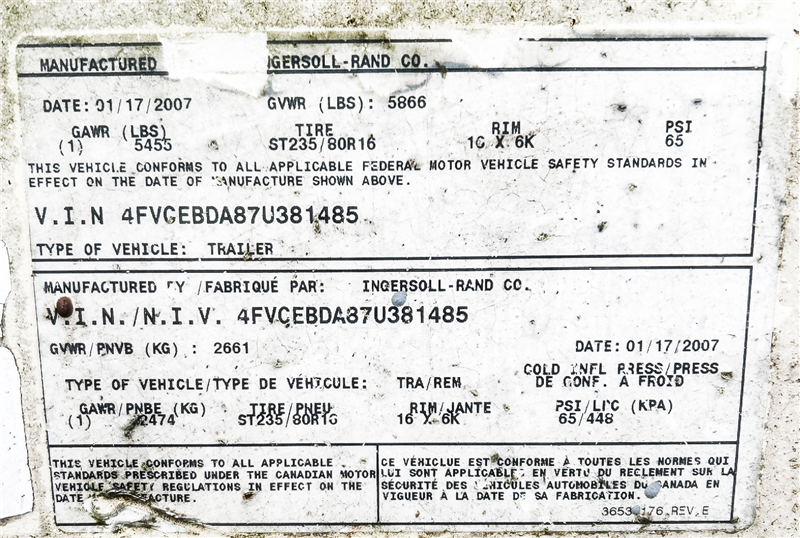 MANUFACTURED INGERSOLL-RAND CO.
DATE: 01/17/2007 GVWR (LBS): 5866
GAWR (LBS) TIRE RIM PSI
(1) 5455 ST235/80R16 16 X 6K 65
THIS VEHICLE CONFORMS TO ALL APPLICABLE FEDERAL MOTOR VEHICLE SAFETY STANDARDS IN
EFFECT ON THE DATE OF MANUFACTURE SHOWN ABOVE.
V.I.N 4FVCEBDA87U381485
TYPE OF VEHICLE: TRAILER
MANUFACTURED BY /FABRIQUÉ PAR: INGERSOLL-RAND CO.
V.I.N./N.I.V. 4FVCEBDA87U381485
GVWR/PNVB (KG) : 2661 DATE: 01/17/2007
TYPE OF VEHICLE/TYPE DE VÉHICULE: TRA/REM COLD INFL PRESS/PRESS
DE GONF. A FROID
GAWR/PNBE (KG) TIRE/PNEU RIM/JANTE PSI/LPC (KPA)
(1) 2474 ST235/80R16 16 X 6K 65/448
THIS VEHICLE CONFORMS TO ALL APPLICABLE
STANDARDS PRESCRIBED UNDER THE CANADIAN MOTOR
VEHICLE SAFETY REGULATIONS IN EFFECT ON THE
DATE MANUFACTURE.
CE VÉHICLUE EST CONFORME À TOUTES LES NORMES QUI
LUI SONT APPLICABLES EN VERTU DU REGLEMENT SUR LA
SÉCURITÉ DES VEHICULES AUTOMOBILES DU CANADA EN
VIGUEUR À LA DATE DE SA FABRICATION.
3653 176 REV.E